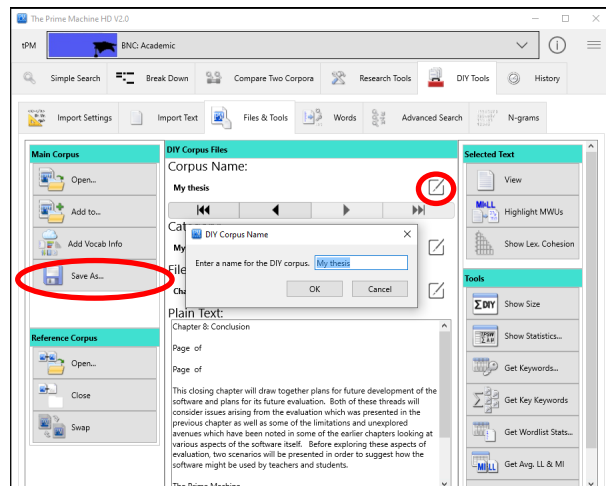 The Prime Machine HD V2.0
tPM
BNC: Academic
Simple Search
Break Down
Compare Two Corpora
Research Tools
DIY Tools
History
Import Settings
Import Text
Files & Tools
Words
Advanced Search
N-grams
Main Corpus
Open...
Add to...
Add Vocab Info
Save As...
Reference Corpus
Open...
Close
Swap
DIY Corpus Files
Corpus Name:
My thesis
Cat
My
File
Cha
DIY Corpus Name
Enter a name for the DIY corpus.
My thesis
OK
Cancel
Plain Text:
Chapter 8: Conclusion
Page of
Page of
This closing chapter will draw together plans for future development of the
software and plans for its future evaluation. Both of these threads will
consider issues arising from the evaluation which was presented in the
previous chapter as well as some of the limitations and unexplored
avenues which have been noted in some of the earlier chapters looking at
various aspects of the software itself. Before exploring these aspects of
evaluation, two scenarios will be presented in order to suggest how the
software might be used by teachers and students.
The Prime Machine
Selected Text
View
Highlight MWUs
Show Lex. Cohesion
Tools
Show Size
Show Statistics...
Get Keywords...
Get Key Keywords
Get Wordlist Stats...
Get Avg. LL & MI